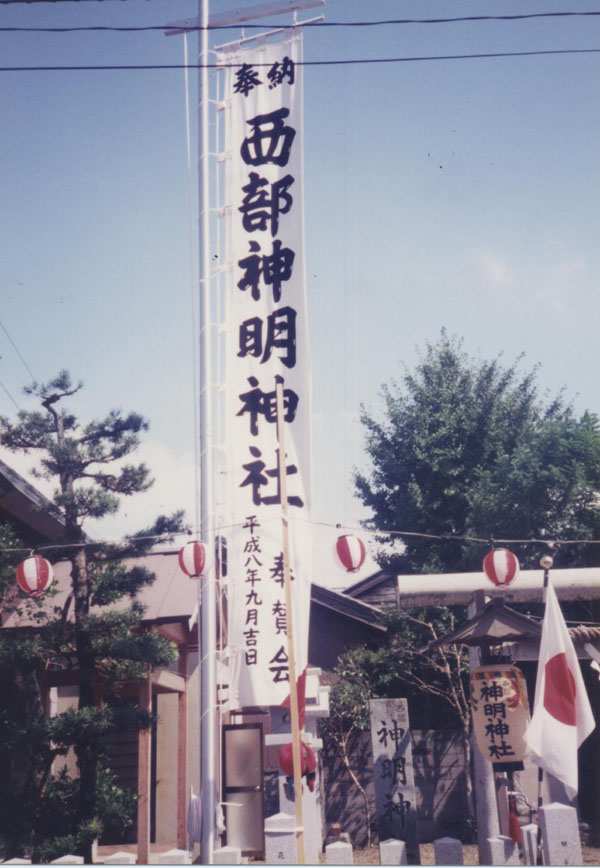 奉納
西部神明神社
平成八年九月吉日
奉賛会
神明神社
神明神